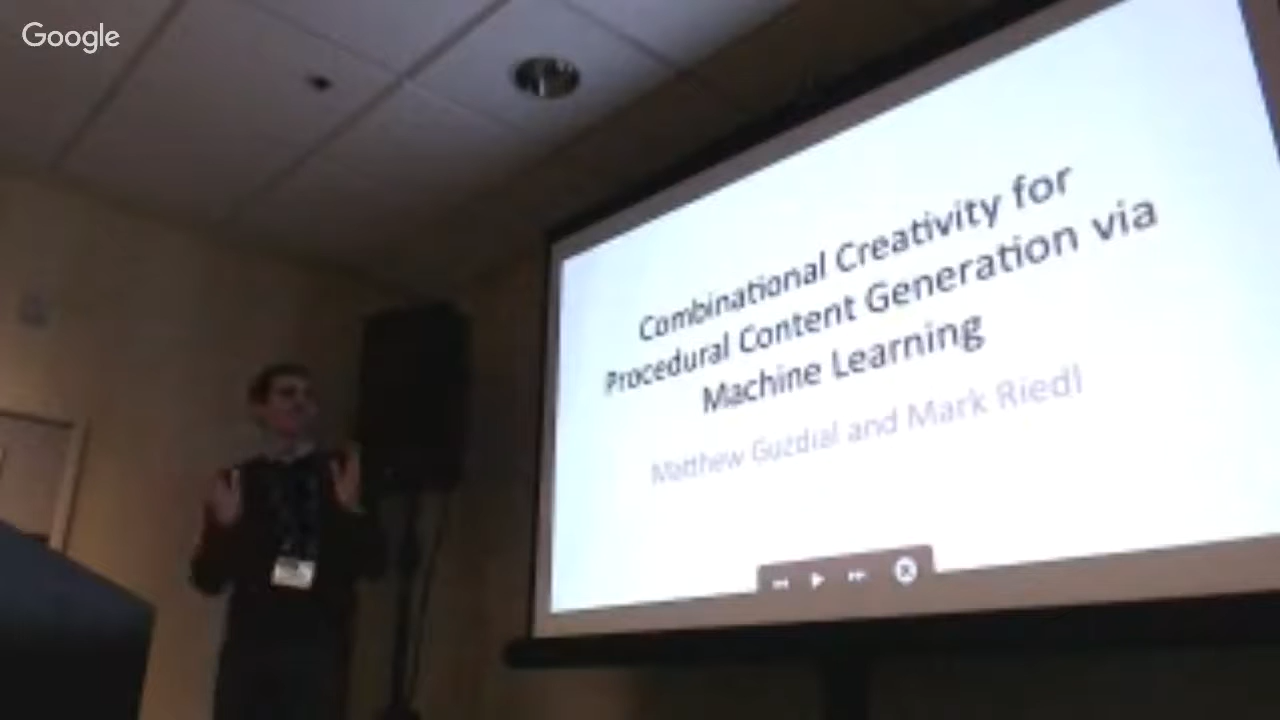 Google
Combinational Creativity for
Procedural Content Generation via
Machine Learning
Matthew Guzdial and Mark Riedl